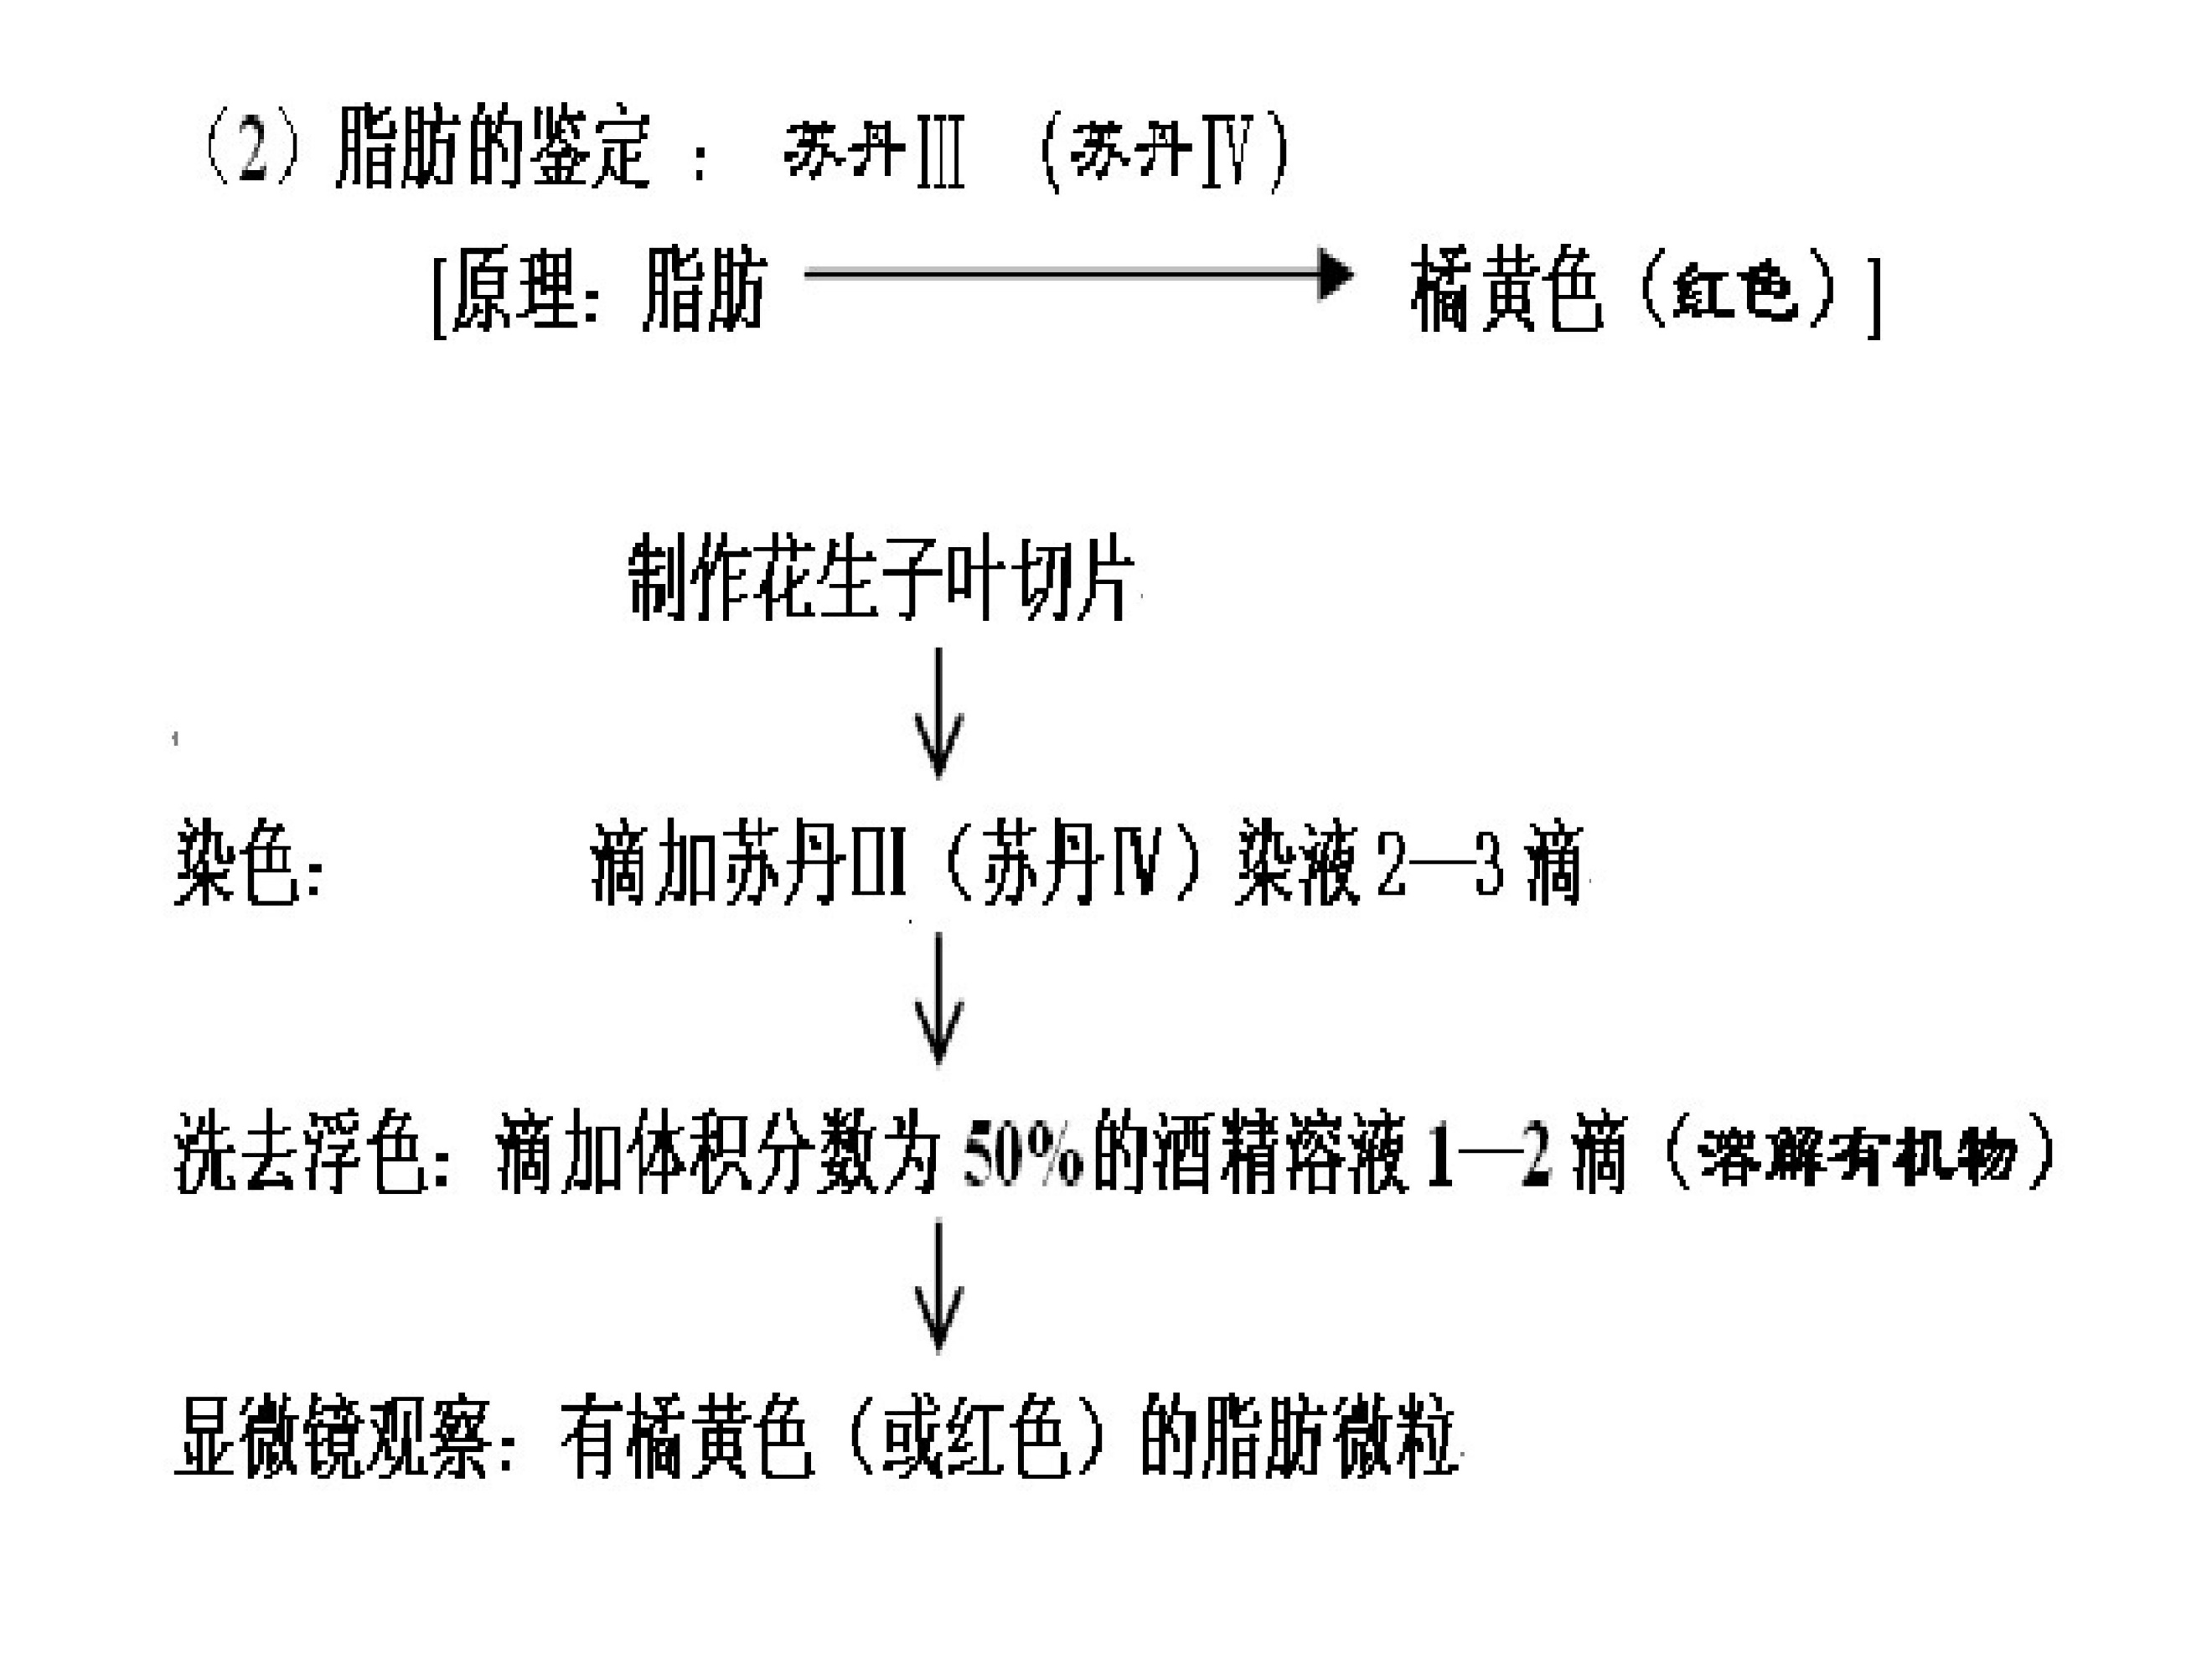 （2）脂肪的鉴定： 苏丹Ⅲ （苏丹Ⅳ）
[原理：脂肪 橘黄色（红色）]
制作花生子叶切片
染色： 滴加苏丹Ⅲ（苏丹Ⅳ）染液2—3滴
洗去浮色：滴加体积分数为50%的酒精溶液1—2滴（溶解有机物）
显微镜观察：有橘黄色（或红色）的脂肪微粒